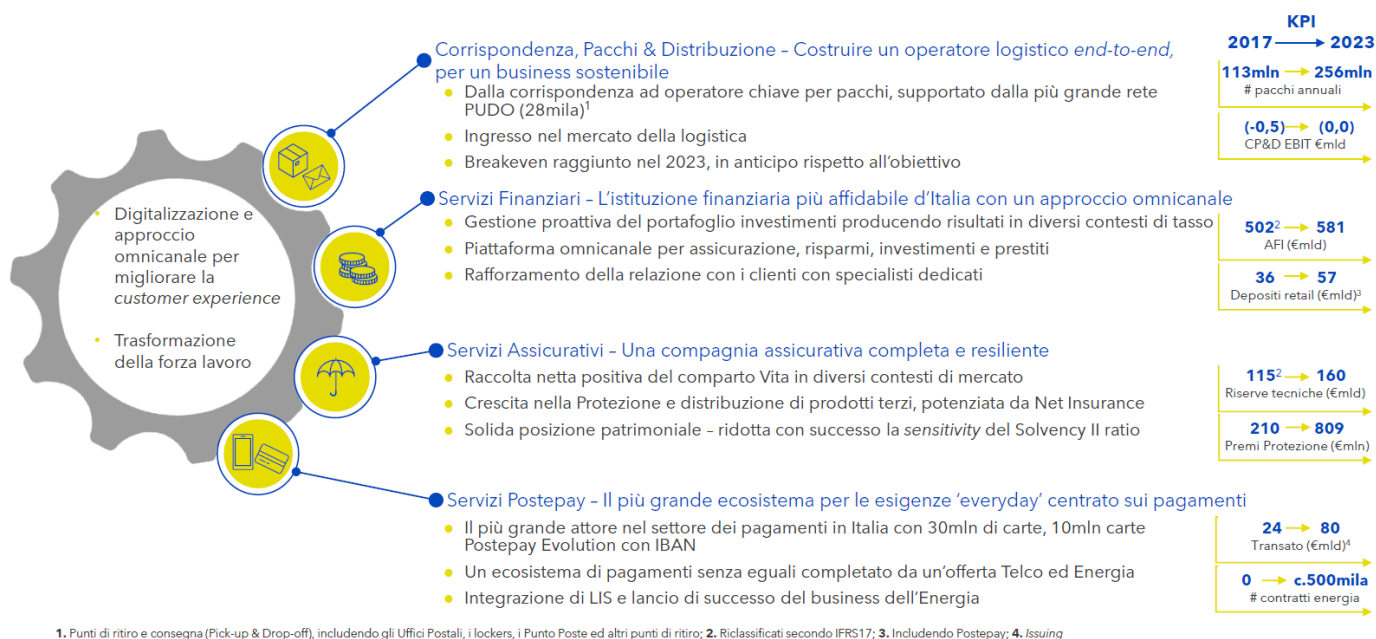 KPI
2017 → 2023
Corrispondenza, Pacchi & Distribuzione – Costruire un operatore logistico end-to-end,
per un business sostenibile
• Dalla corrispondenza ad operatore chiave per pacchi, supportato dalla più grande rete
PUDO (28mila)¹
• Ingresso nel mercato della logistica
• Breakeven raggiunto nel 2023, in anticipo rispetto all’obiettivo
113mln → 256mln
# pacchi annuali
(-0,5) → (0,0)
CP&D EBIT €mld
• Digitalizzazione e
approccio
omnicanale per
migliorare la
customer experience
• Trasformazione
della forza lavoro
Servizi Finanziari – L’istituzione finanziaria più affidabile d’Italia con un approccio omnicanale
• Gestione proattiva del portafoglio investimenti producendo risultati in diversi contesti di tasso
• Piattaforma omnicanale per assicurazione, risparmi, investimenti e prestiti
• Rafforzamento della relazione con i clienti con specialisti dedicati
502² → 581
AFI (€mld)
36 → 57
Depositi retail (€mld)³
Servizi Assicurativi – Una compagnia assicurativa completa e resiliente
• Raccolta netta positiva del comparto Vita in diversi contesti di mercato
• Crescita nella Protezione e distribuzione di prodotti terzi, potenziata da Net Insurance
• Solida posizione patrimoniale – ridotta con successo la sensitivity del Solvency II ratio
115² → 160
Riserve tecniche (€mld)
210 → 809
Premi Protezione (€mln)
Servizi Postepay – Il più grande ecosistema per le esigenze ‘everyday’ centrato sui pagamenti
• Il più grande attore nel settore dei pagamenti in Italia con 30mln di carte, 10mln carte
Postepay Evolution con IBAN
• Un ecosistema di pagamenti senza eguali completato da un’offerta Telco ed Energia
• Integrazione di LIS e lancio di successo del business dell’Energia
24 → 80
Transato (€mld)⁴
0 → c.500mila
# contratti energia
1. Punti di ritiro e consegna (Pick-up & Drop-off), includendo gli Uffici Postali, i lockers, i Punto Poste ed altri punti di ritiro; 2. Riclassificati secondo IFRS17; 3. Includendo Postepay; 4. Issuing